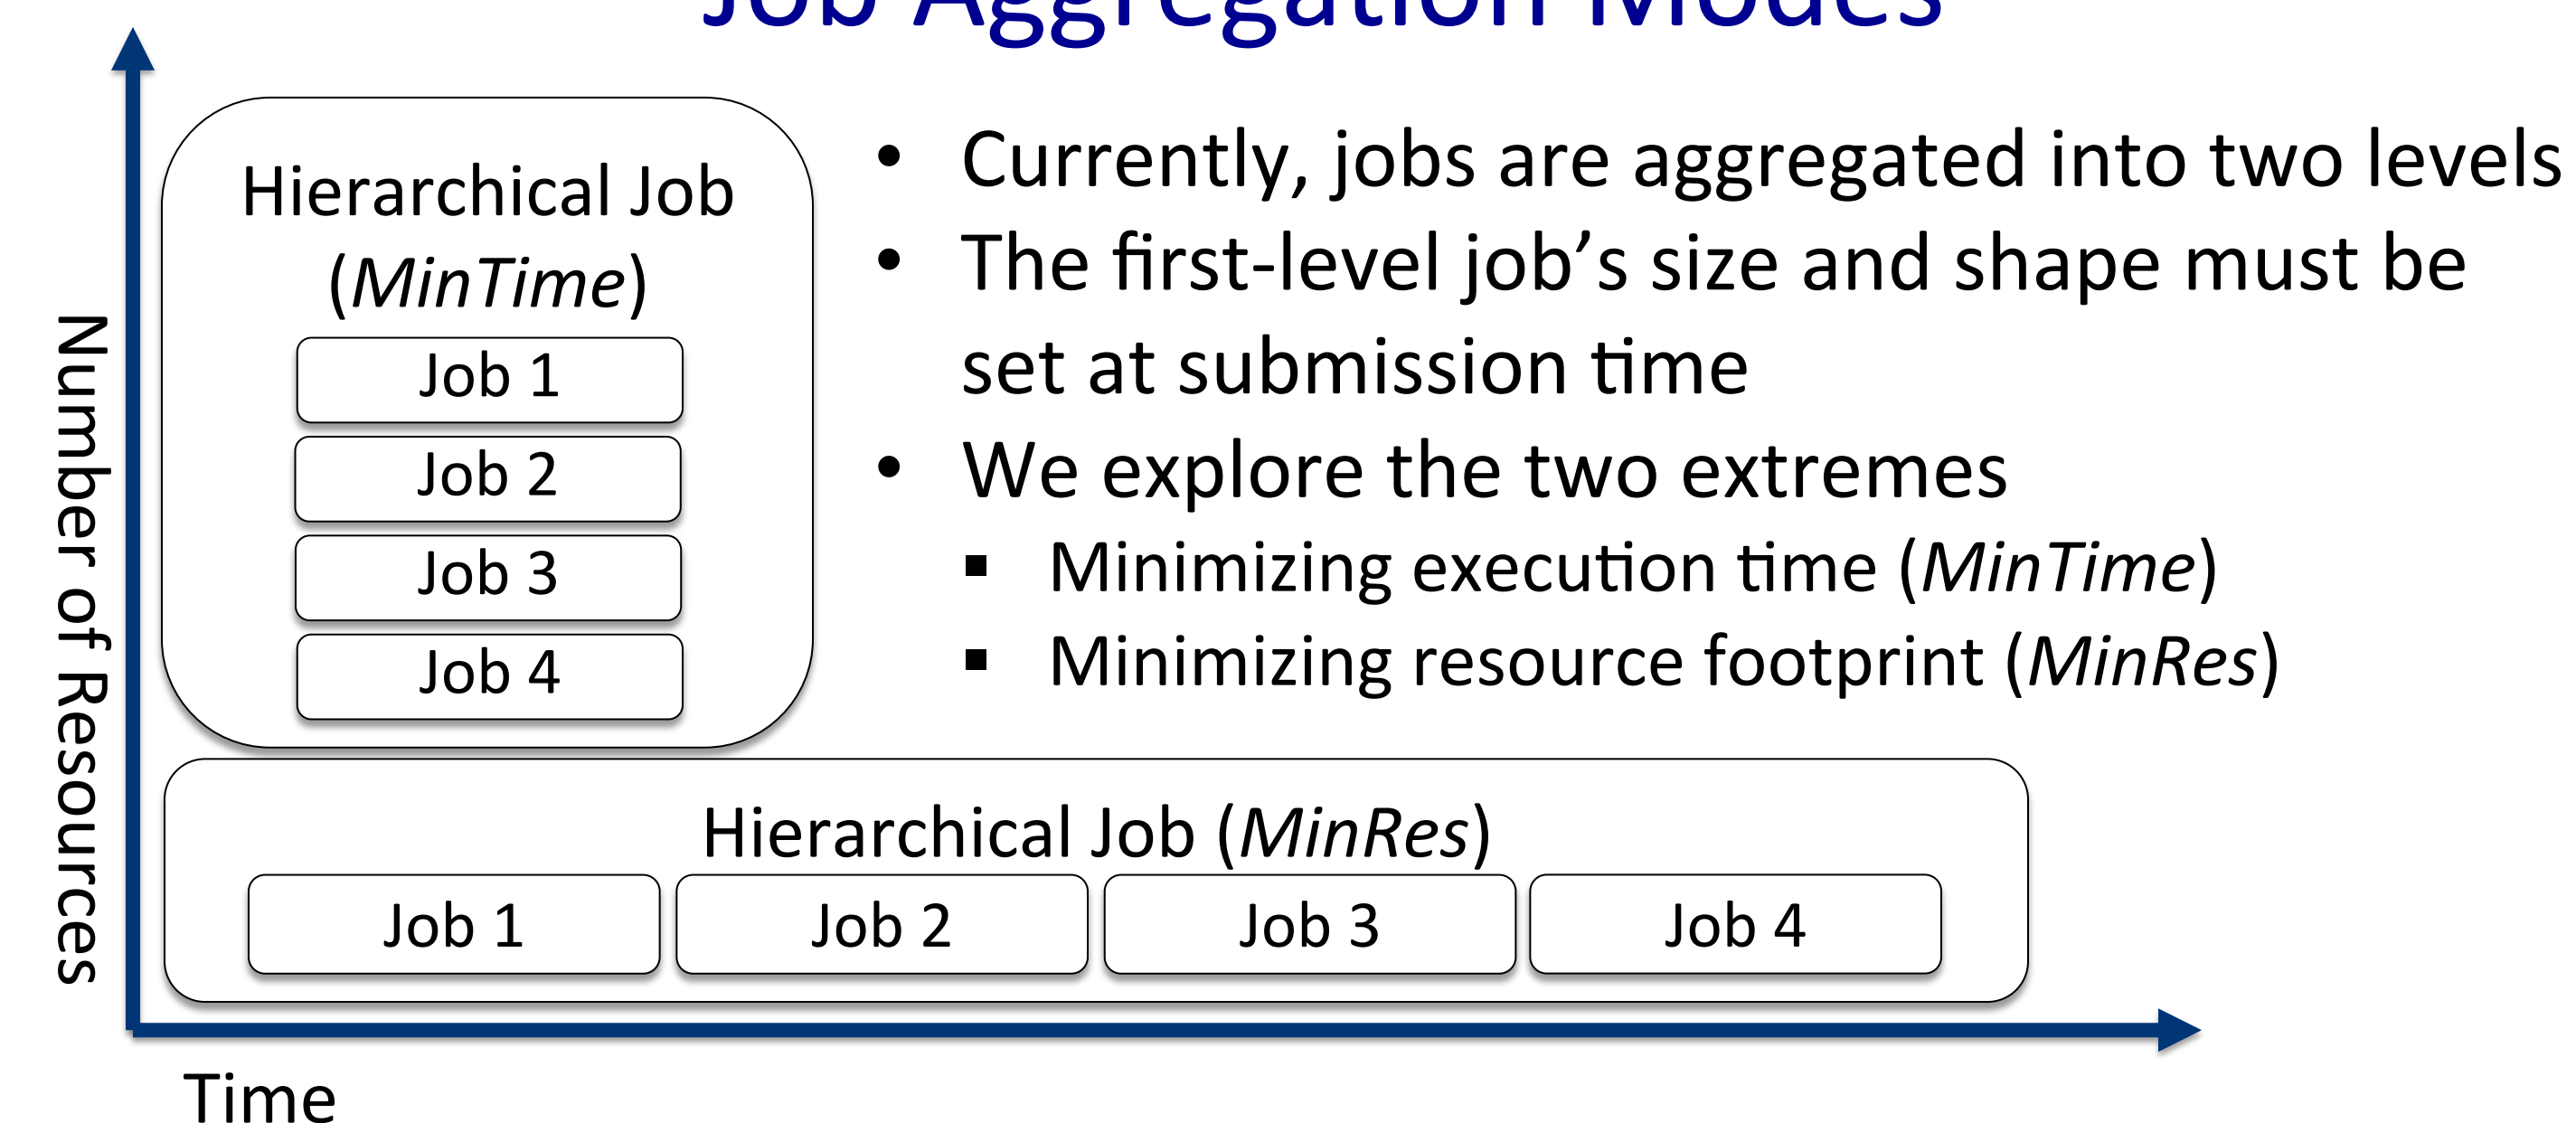 Job Aggregation Modes
Number of Resources
Hierarchical Job
(MinTime)
Job 1
Job 2
Job 3
Job 4
• Currently, jobs are aggregated into two levels
• The first-level job’s size and shape must be
set at submission time
• We explore the two extremes
▪ Minimizing execution time (MinTime)
▪ Minimizing resource footprint (MinRes)
Hierarchical Job (MinRes)
Job 1 Job 2 Job 3 Job 4
Time